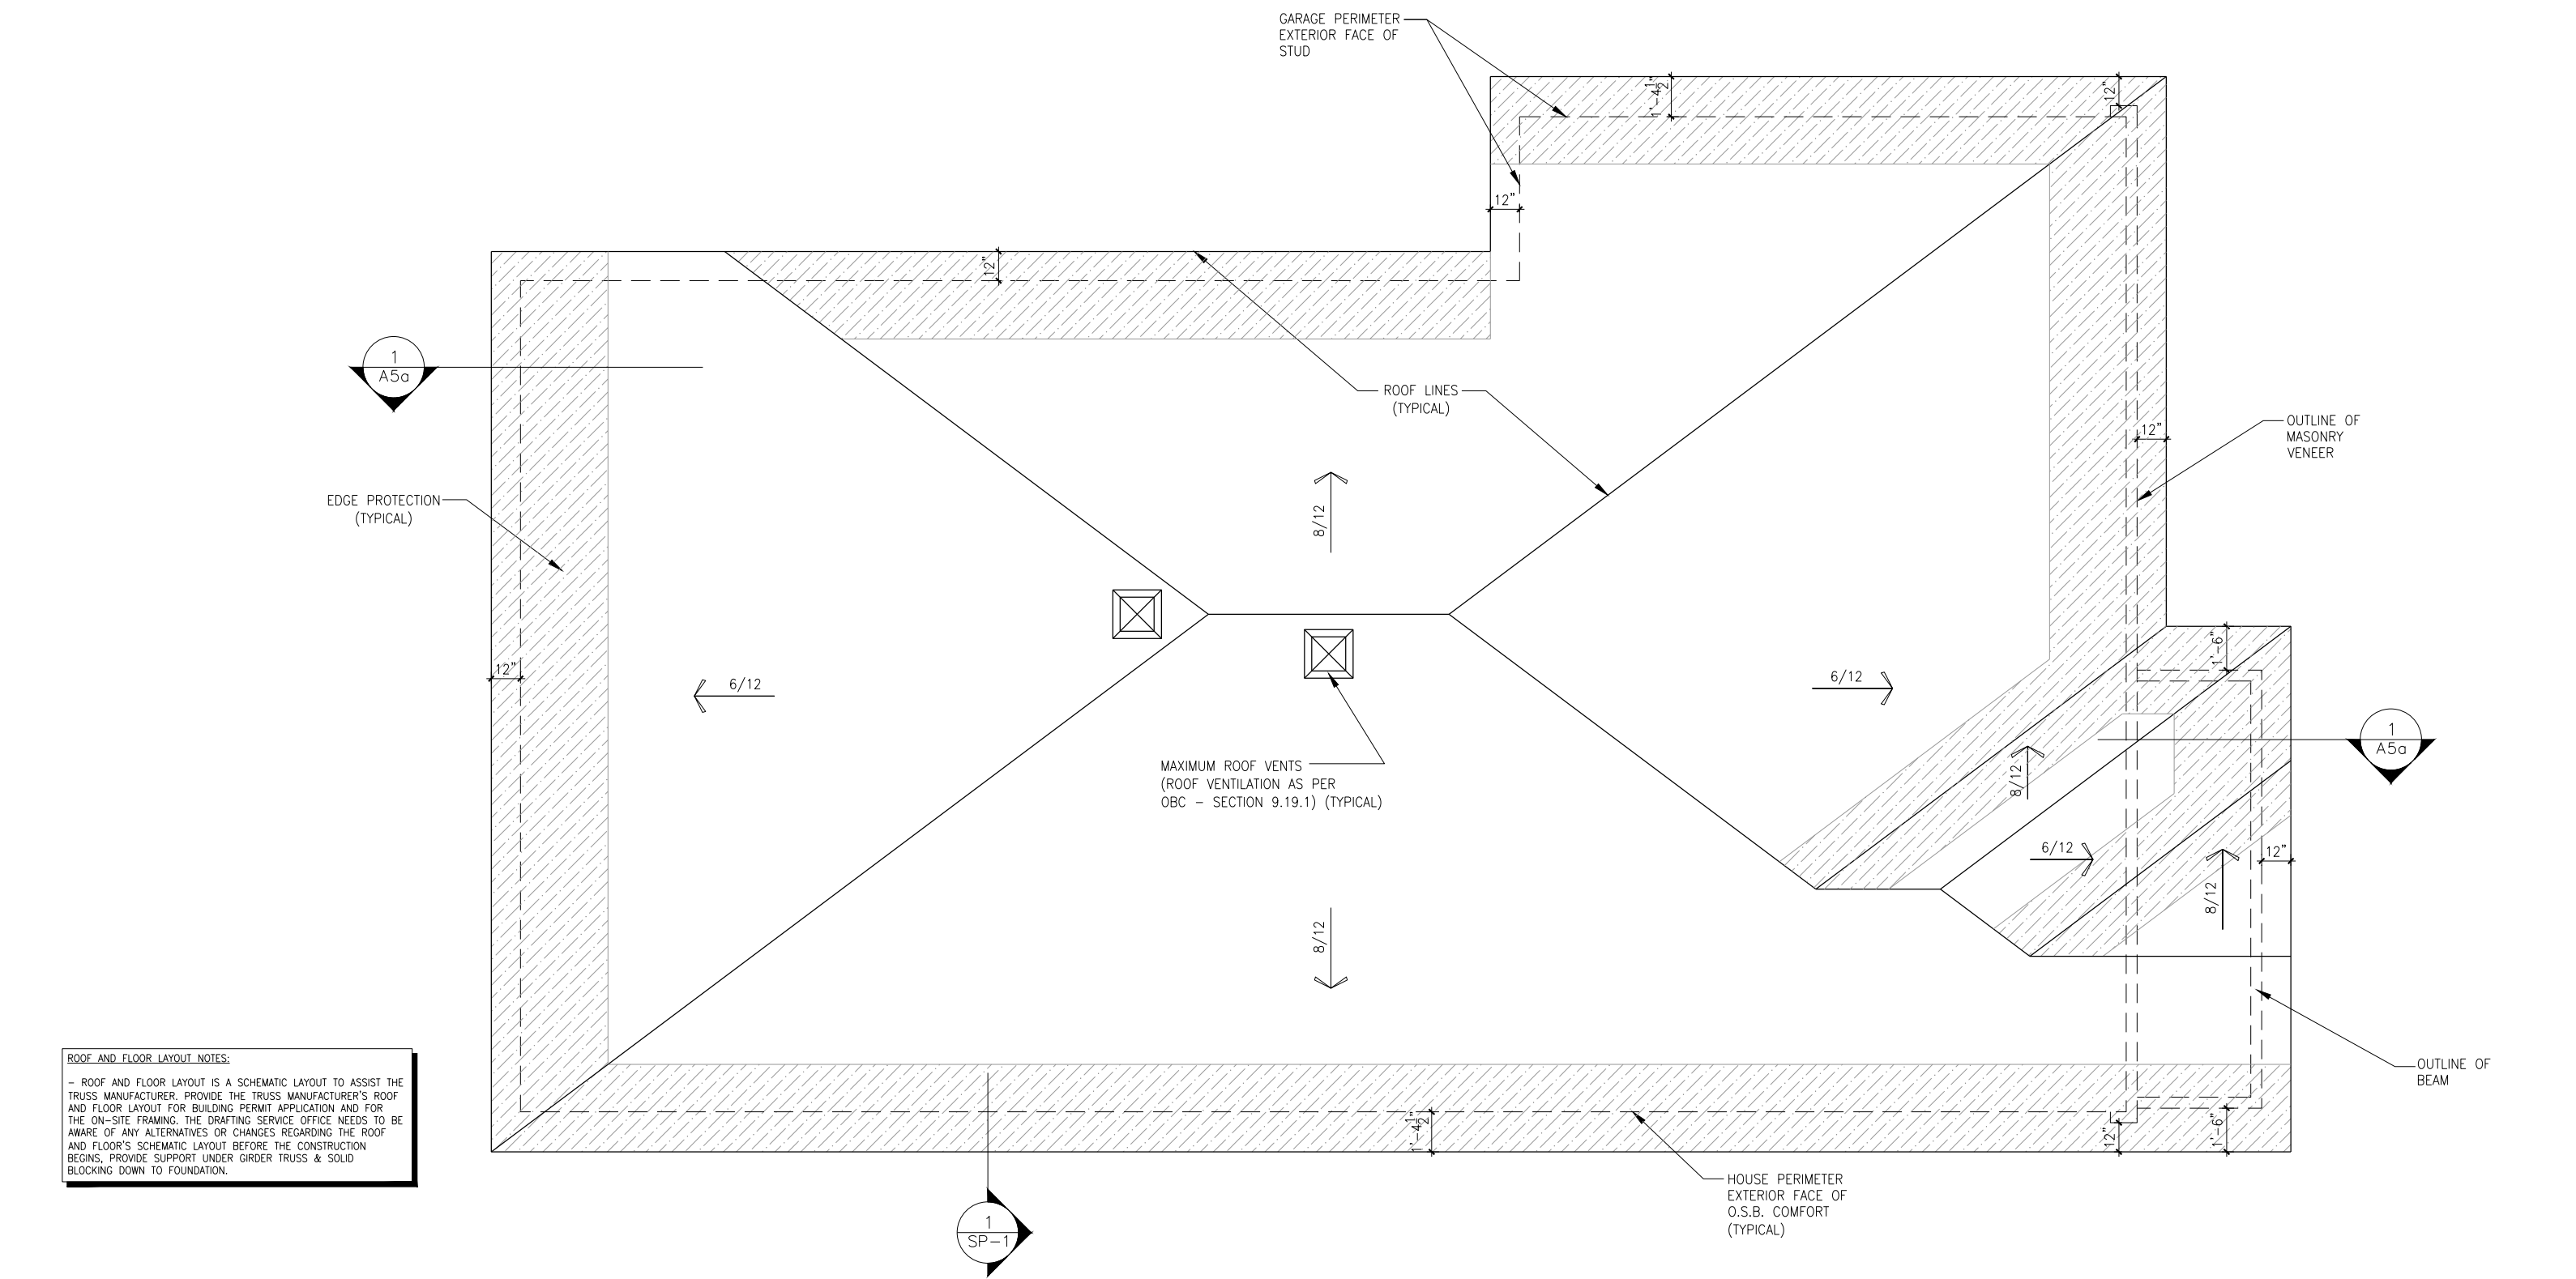 GARAGE PERIMETER
EXTERIOR FACE OF
STUD
1'-4 1/2"
12"
12"
12"
1
A5a
ROOF LINES
(TYPICAL)
12"
OUTLINE OF
MASONRY
VENEER
EDGE PROTECTION
(TYPICAL)
8/12
12"
6/12
6/12
1'-6"
1
A5a
MAXIMUM ROOF VENTS
(ROOF VENTILATION AS PER
OBC - SECTION 9.19.1) (TYPICAL)
8/12
6/12
12"
8/12
8/12
ROOF AND FLOOR LAYOUT NOTES:
- ROOF AND FLOOR LAYOUT IS A SCHEMATIC LAYOUT TO ASSIST THE
TRUSS MANUFACTURER. PROVIDE THE TRUSS MANUFACTURER'S ROOF
AND FLOOR LAYOUT FOR BUILDING PERMIT APPLICATION AND FOR
THE ON-SITE FRAMING. THE DRAFTING SERVICE OFFICE NEEDS TO BE
AWARE OF ANY ALTERNATIVES OR CHANGES REGARDING THE ROOF
AND FLOOR'S SCHEMATIC LAYOUT BEFORE THE CONSTRUCTION
BEGINS, PROVIDE SUPPORT UNDER GIRDER TRUSS & SOLID
BLOCKING DOWN TO FOUNDATION.
OUTLINE OF
BEAM
1'-4 1/2"
12"
1'-6"
HOUSE PERIMETER
EXTERIOR FACE OF
O.S.B. COMFORT
(TYPICAL)
1
SP-1